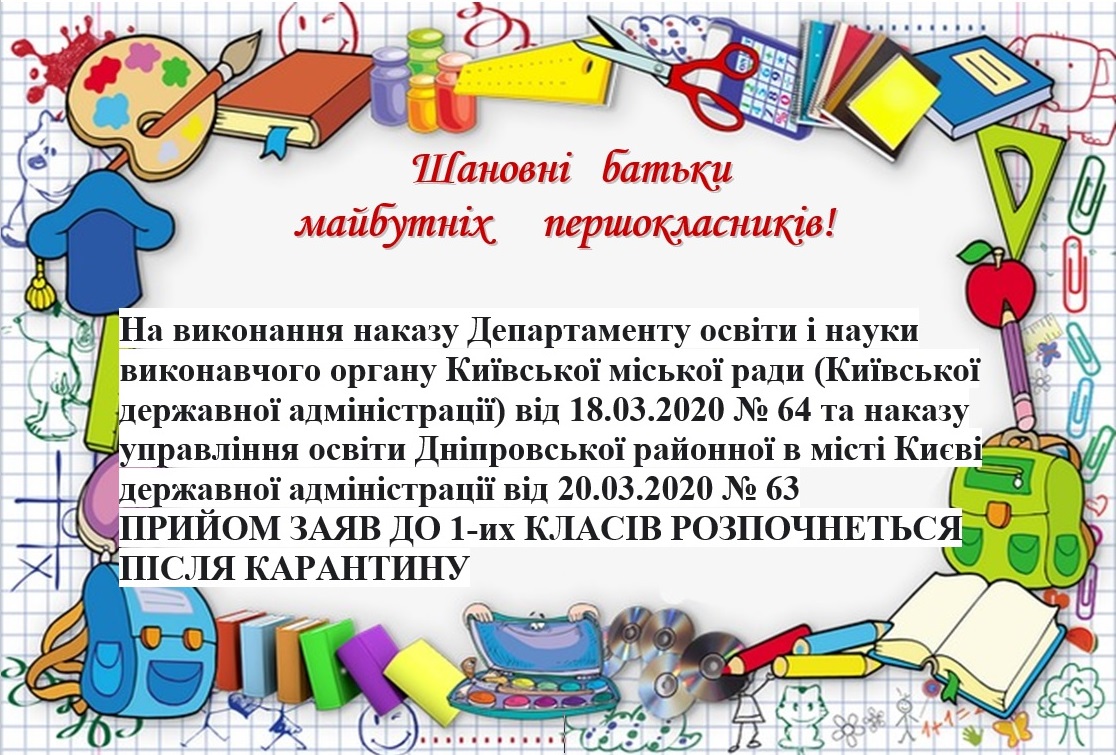 Шановні батьки
майбутніх першокласників!
На виконання наказу Департаменту освіти і науки
виконавчого органу Київської міської ради (Київської
державної адміністрації) від 18.03.2020 № 64 та наказу
управління освіти Дніпровської районної в місті Києві
державної адміністрації від 20.03.2020 № 63
ПРИЙОМ ЗАЯВ ДО 1-их КЛАСІВ РОЗПОЧНЕТЬСЯ
ПІСЛЯ КАРАНТИНУ
1+1=